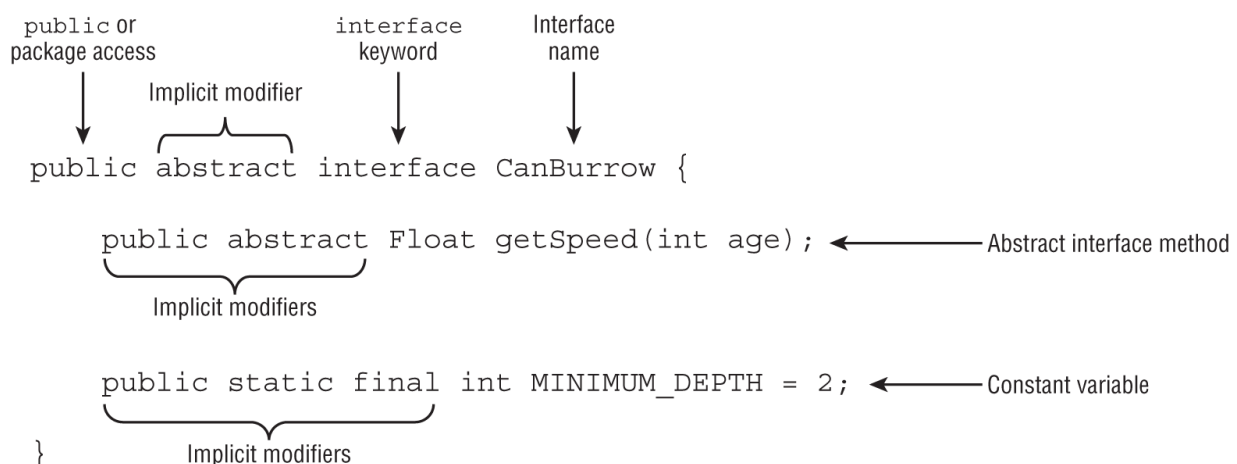 public or
package access
interface
keyword
Interface
name
Implicit modifier
public abstract interface CanBurrow {
public abstract Float getSpeed(int age);
Abstract interface method
Implicit modifiers
public static final int MINIMUM_DEPTH = 2;
Constant variable
Implicit modifiers
}